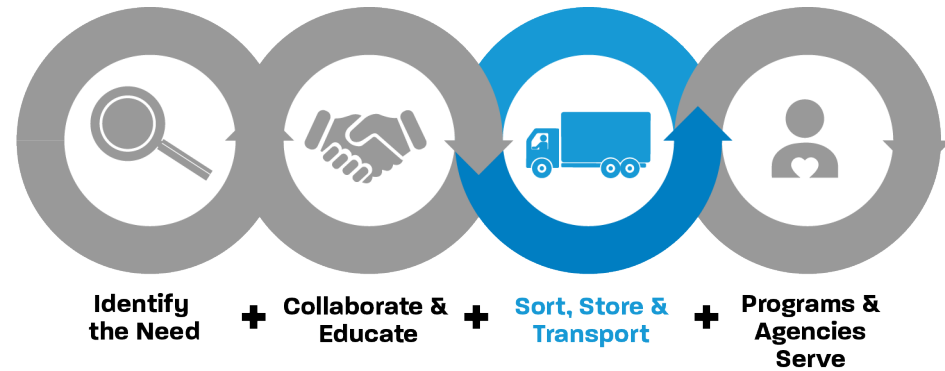 Identify
the Need
+
Collaborate &
Educate
+
Sort, Store &
Transport
+
Programs &
Agencies
Serve